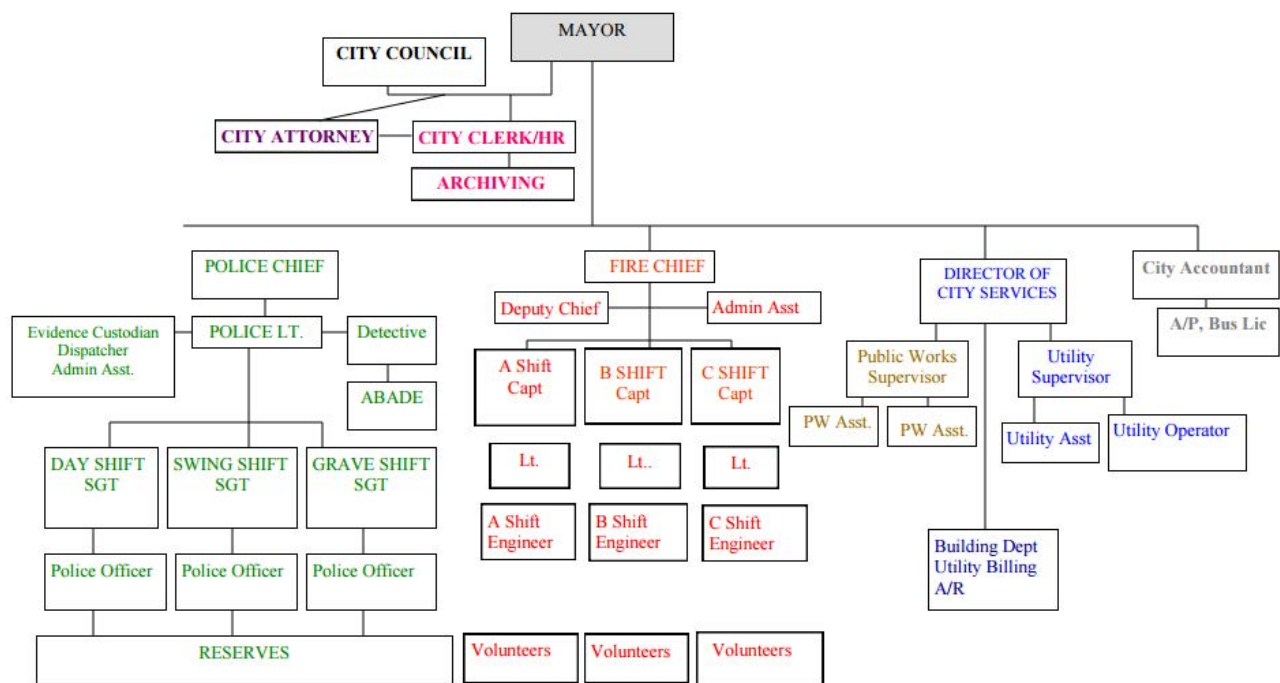 MAYOR
CITY COUNCIL
CITY ATTORNEY
CITY CLERK/HR
ARCHIVING
POLICE CHIEF
FIRE CHIEF
DIRECTOR OF
CITY SERVICES
City Accountant
A/P, Bus Lic
Evidence Custodian
Dispatcher
Admin Asst.
POLICE LT.
Detective
ABADE
Deputy Chief
Admin Asst
A Shift
Capt
B SHIFT
Capt
C SHIFT
Capt
Public Works
Supervisor
Utility
Supervisor
PW Asst.
PW Asst.
Utility Asst
Utility Operator
DAY SHIFT
SGT
SWING SHIFT
SGT
GRAVE SHIFT
SGT
Lt.
Lt..
Lt.
A Shift
Engineer
B Shift
Engineer
C Shift
Engineer
Building Dept
Utility Billing
A/R
Police Officer
Police Officer
Police Officer
RESERVES
Volunteers
Volunteers
Volunteers